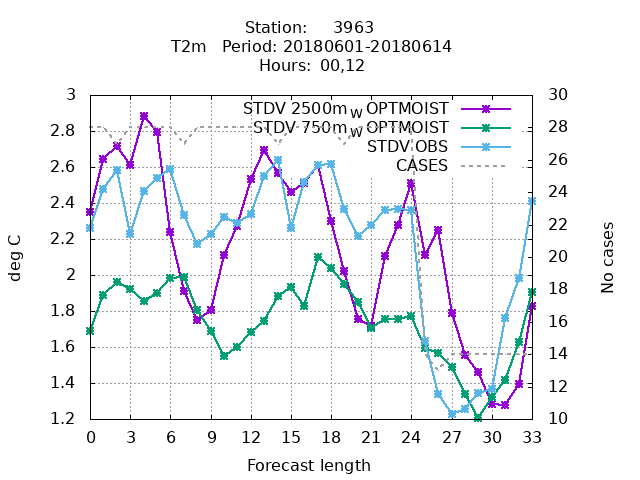 Station:     3963
T2m   Period: 20180601-20180614
Hours:  00,12
STDV 2500m_W OPTMOIST
STDV 750m_W OPTMOIST
STDV OBS
CASES
3
2.8
2.6
2.4
2.2
2
1.8
1.6
1.4
1.2
deg C
30
28
26
24
22
20
18
16
14
12
10
No cases
0 3 6 9 12 15 18 21 24 27 30 33
Forecast length